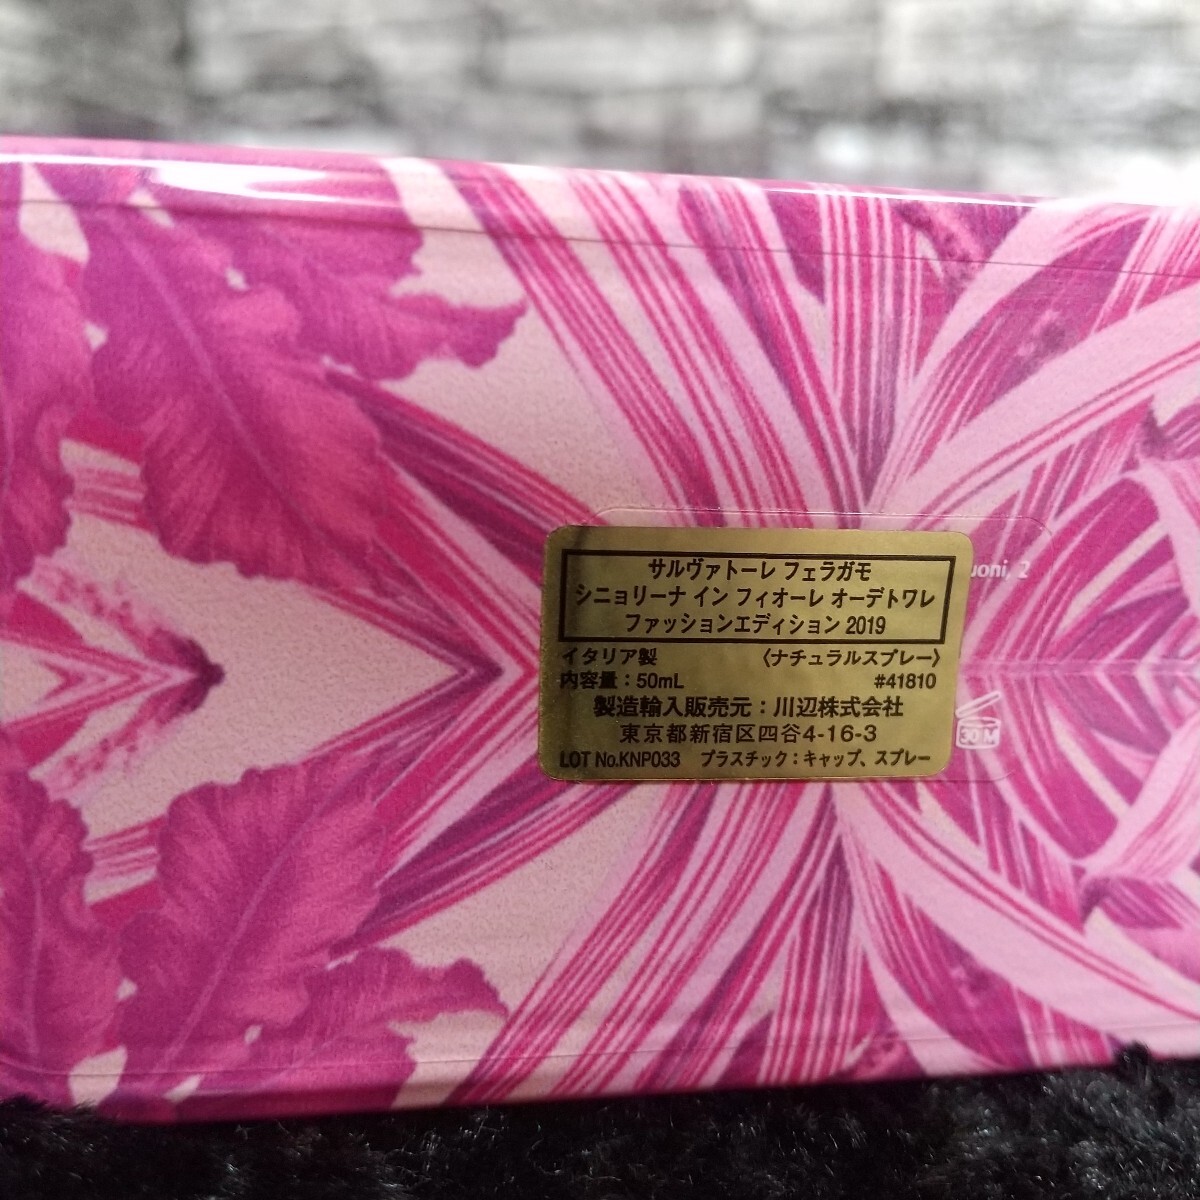 サルヴァトーレ フェラガモ
シニョリーナ イン フィオーレ オーデトワレ
ファッションエディション 2019
イタリア製 〈ナチュラルスプレー〉
内容量：50mL #41810
製造輸入販売元：川辺株式会社
東京都新宿区四谷4-16-3
LOT No.KNP033 プラスチック：キャップ、スプレー
2
30 M